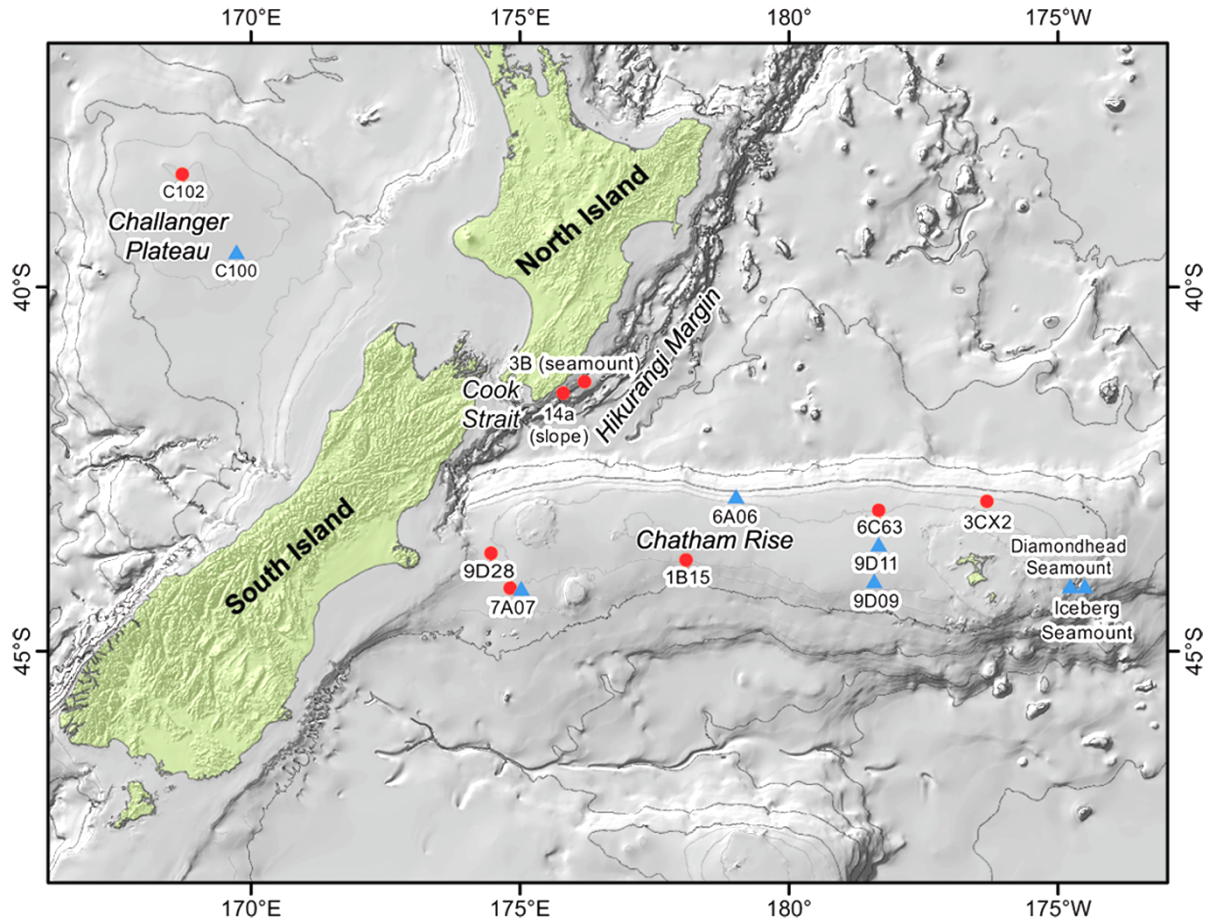 170°E
175°E
180°
175°W
C102
Challanger
Plateau
C100
North Island
40°S
40°S
3B (seamount)
Hikurangi Margin
Cook
Strait
14a
(slope)
6A06
6C63
3CX2
Chatham Rise
Diamondhead
Seamount
9D28
1B15
9D11
South Island
7A07
9D09
Iceberg
Seamount
45°S
45°S
170°E
175°E
180°
175°W